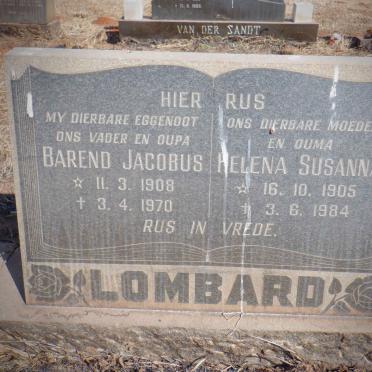 VAN DER SANDT
HIER RUS
MY DIERBARE EGGENOOT
ONS VADER EN OUPA
BAREND JACOBUS
☆ 11. 3. 1908
✝ 3. 4. 1970
ONS DIERBARE MOEDE
EN OUMA
HELENA SUSANNA
☆ 16. 10. 1905
✝ 3. 6. 1984
RUS IN VREDE.
LOMBARD